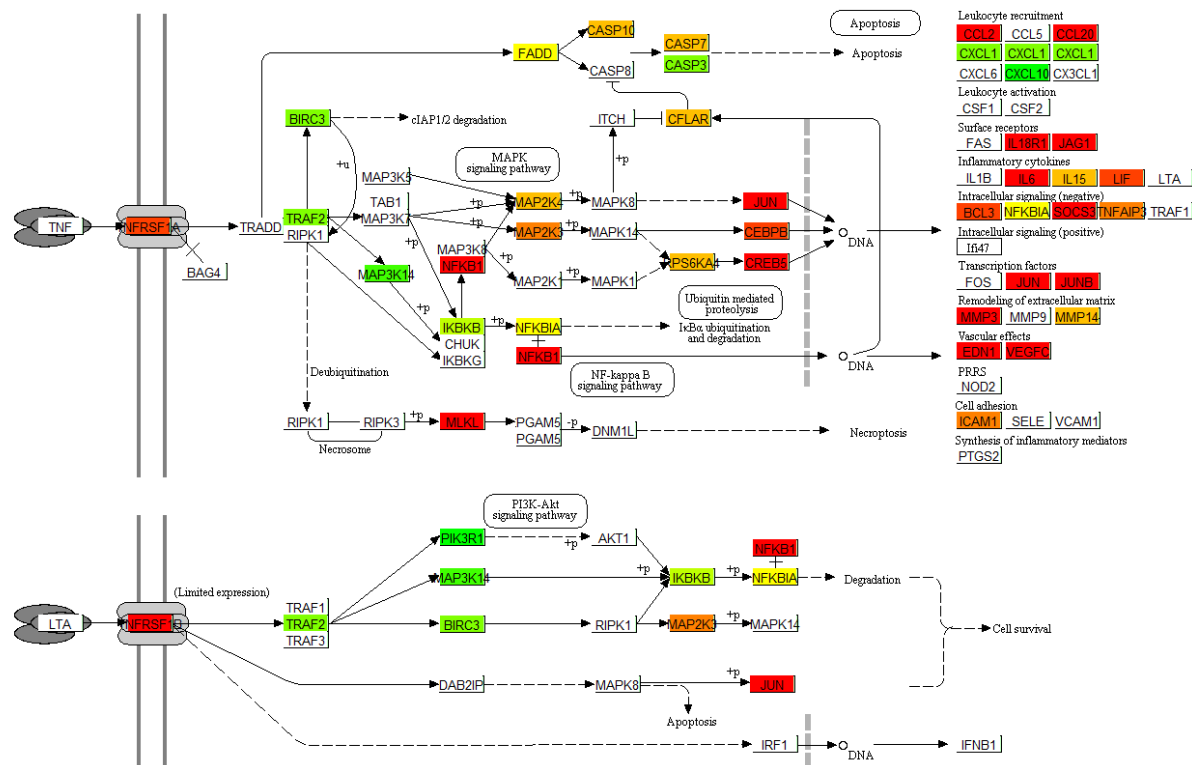 Apoptosis
Leukocyte recruitment
CASP10
CCL2 CCL5 CCL20
FADD CASP7 Apoptosis
CXCL1 CXCL1 CXCL1
CASP8 CASP3
CXCL6 CXCL10 CX3CL1
Leukocyte activation
CSF1 CSF2
BIRC3 cIAP1/2 degradation ITCH CFLAR
Surface receptors
FAS IL18R1 JAG1
+u MAPK signaling pathway +p
Inflammatory cytokines
IL1B IL6 IL15 LIF LTA
MAP3K5
TAB1 MAP2K4 +p MAPK8 JUN
Intracellular signaling (negative)
BCL3 NFKBIA SOCS3 TNFAIP3 TRAF1
TNF NFRSF1A TRADD TRAF2 MAP3K7 +p
RIPK1 +p MAP2K3 +p MAPK14 CEBPB DNA
Intracellular signaling (positive)
Ifi47
BAG4 MAP3K14 MAP3K8 NFKB1 PS6KA4 +p CREB5
+p MAP2K1 +p MAPK1
Transcription factors
FOS JUN JUNB
Ubiquitin mediated proteolysis
Remodeling of extracellular matrix
MMP3 MMP9 MMP14
+p IKBKB +p NFKBIA IκBα ubiquitination and degradation
CHUK
IKBKG NFKB1 DNA
Vascular effects
EDN1 VEGFC
Deubiquitination NF-kappa B signaling pathway
PRRS
NOD2
Cell adhesion
ICAM1 SELE VCAM1
RIPK1 RIPK3 +p MLKL PGAM5 -p DNM1L Necroptosis
PGAM5
Necrosome
Synthesis of inflammatory mediators
PTGS2
PI3K-Akt signaling pathway
PIK3R1 +p AKT1 NFKB1
MAP3K14 +p IKBKB +p NFKBIA Degradation
(Limited expression)
TRAF1
LTA NFRSF1B TRAF2 BIRC3 RIPK1 MAP2K3 +p MAPK14 Cell survival
TRAF3
DAB2IP MAPK8 +p JUN
Apoptosis
IRF1 DNA IFNB1